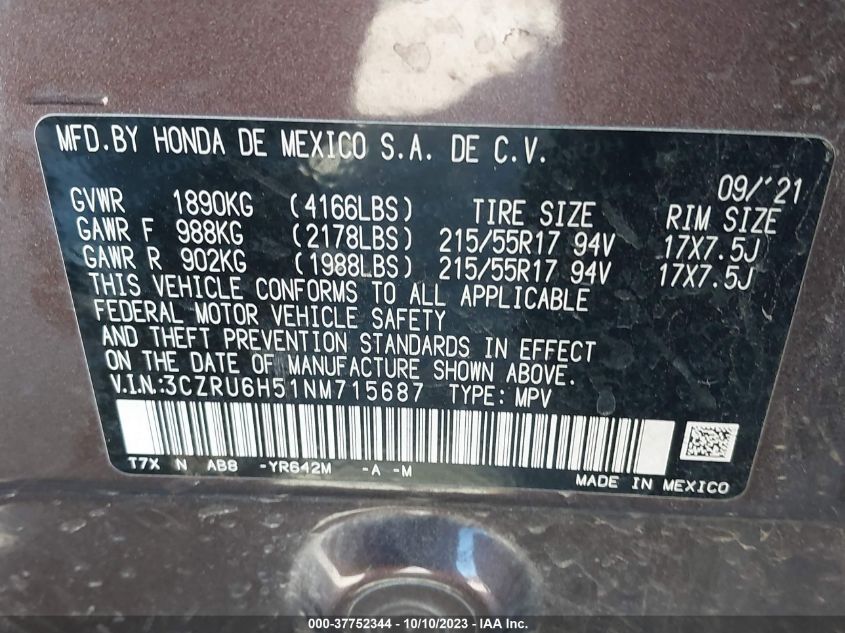 MFD.BY HONDA DE MEXICO S.A. DE C.V.
09/'21
GVWR 1890KG (4166LBS) TIRE SIZE RIM SIZE
GAWR F 988KG (2178LBS) 215/55R17 94V 17X7.5J
GAWR R 902KG (1988LBS) 215/55R17 94V 17X7.5J
THIS VEHICLE CONFORMS TO ALL APPLICABLE
FEDERAL MOTOR VEHICLE SAFETY
AND THEFT PREVENTION STANDARDS IN EFFECT
ON THE DATE OF MANUFACTURE SHOWN ABOVE.
V.I.N.:3CZRU6H51NM715687 TYPE: MPV
T7X N AB8 -YR642M -A -M
MADE IN MEXICO
000-37752344 - 10/10/2023 - IAA Inc.